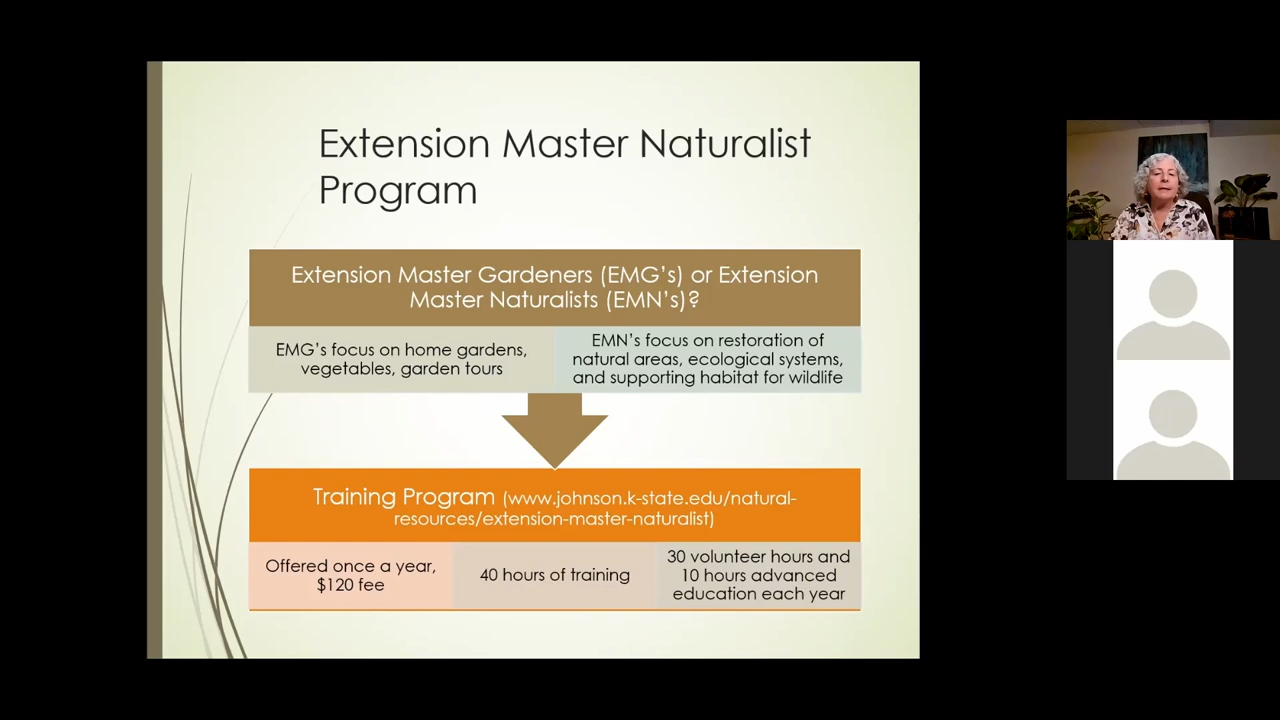 Extension Master Naturalist
Program
Extension Master Gardeners (EMG's) or Extension
Master Naturalists (EMN's)?
EMG's focus on home gardens,
vegetables, garden tours
EMN's focus on restoration of
natural areas, ecological systems,
and supporting habitat for wildlife
Training Program (www.johnson.k-state.edu/natural-
resources/extension-master-naturalist)
Offered once a year,
$120 fee
40 hours of training
30 volunteer hours and
10 hours advanced
education each year